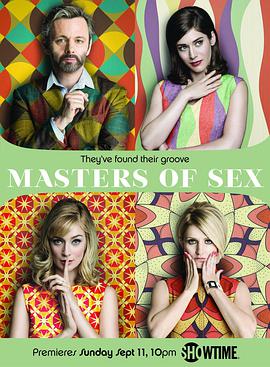 They've found their groove
MASTERS OF SEX
Premieres Sunday Sept 11, 10pm SHOWTIME